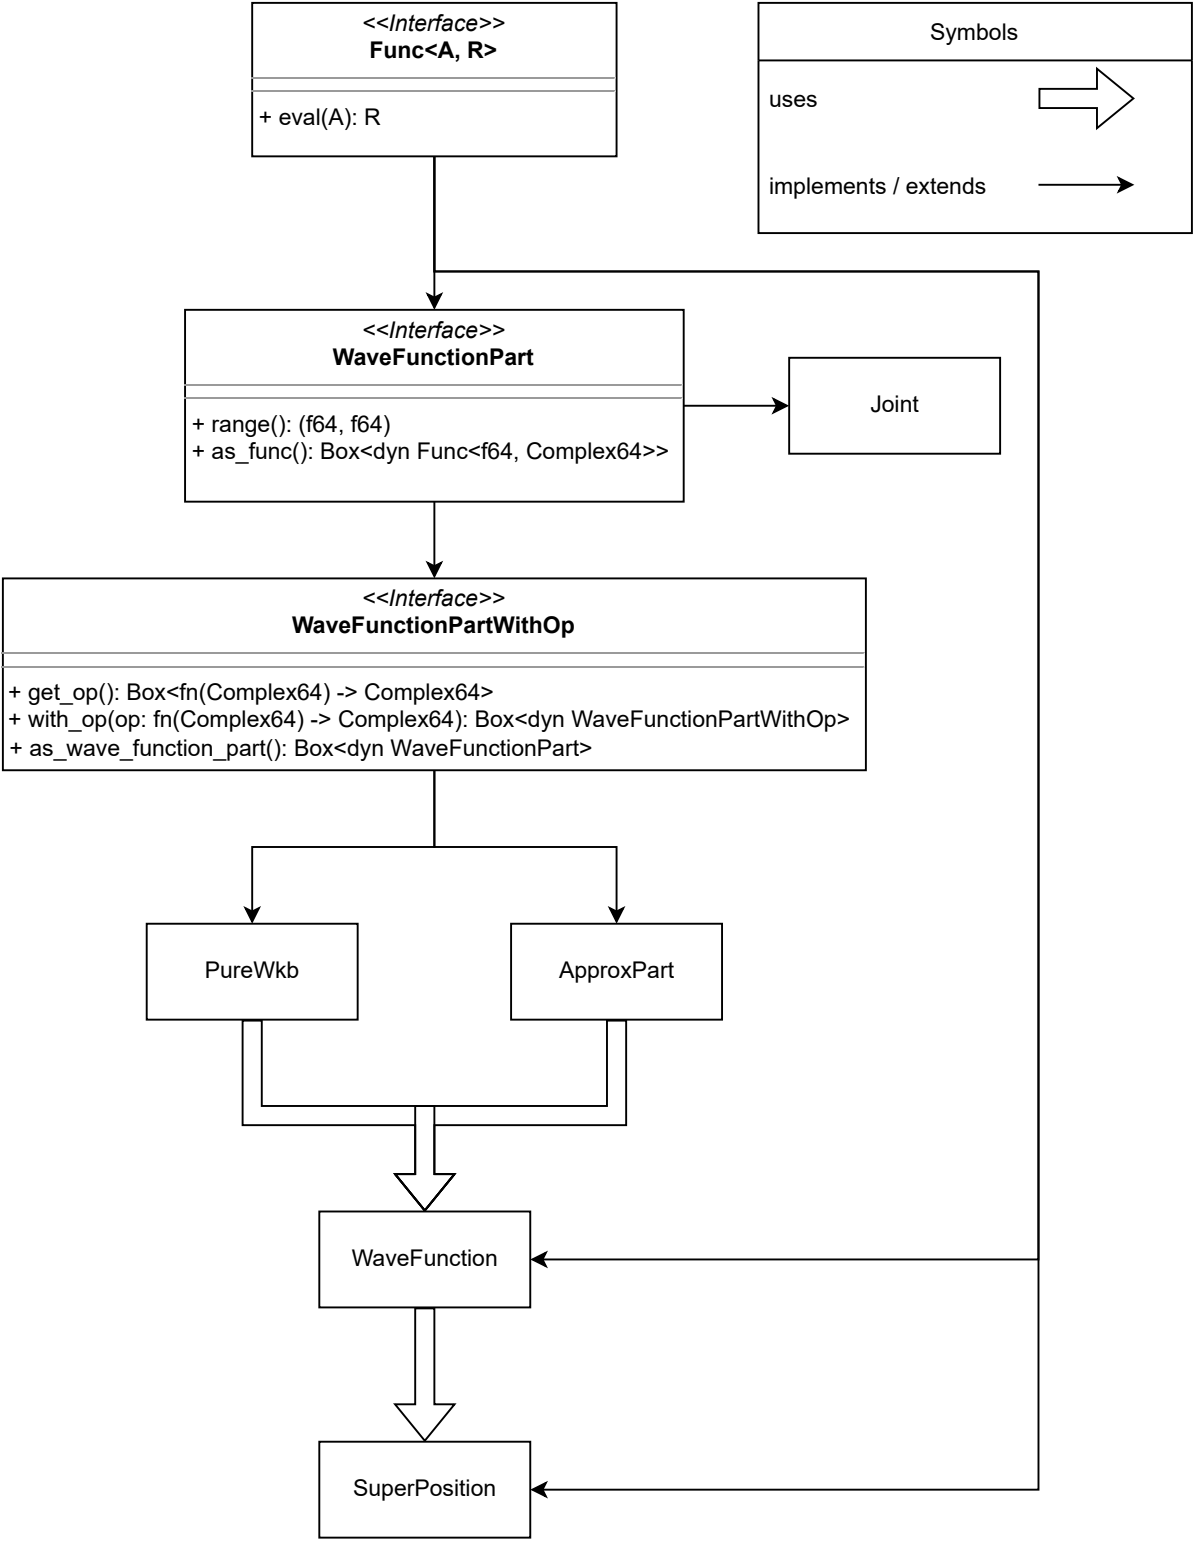 <<Interface>>
Func<A, R>
+ eval(A): R
Symbols
uses
implements / extends
<<Interface>>
WaveFunctionPart
+ range(): (f64, f64)
+ as_func(): Box<dyn Func<f64, Complex64>>
Joint
<<Interface>>
WaveFunctionPartWithOp
+ get_op(): Box<fn(Complex64) -> Complex64>
+ with_op(op: fn(Complex64) -> Complex64): Box<dyn WaveFunctionPartWithOp>
+ as_wave_function_part(): Box<dyn WaveFunctionPart>
PureWkb
ApproxPart
WaveFunction
SuperPosition